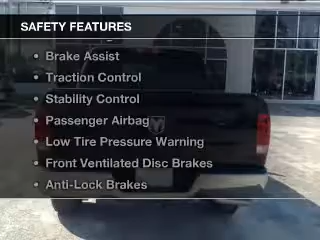 SAFETY FEATURES
• Brake Assist
• Traction Control
• Stability Control
• Passenger Airbag
• Low Tire Pressure Warning
• Front Ventilated Disc Brakes
• Anti-Lock Brakes